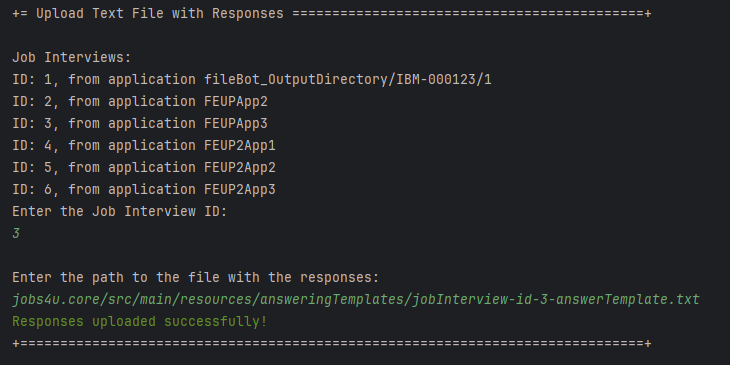 += Upload Text File with Responses ============================================+
Job Interviews:
ID: 1, from application fileBot_OutputDirectory/IBM-000123/1
ID: 2, from application FEUPApp2
ID: 3, from application FEUPApp3
ID: 4, from application FEUP2App1
ID: 5, from application FEUP2App2
ID: 6, from application FEUP2App3
Enter the Job Interview ID:
3
Enter the path to the file with the responses:
jobs4u.core/src/main/resources/answeringTemplates/jobInterview-id-3-answerTemplate.txt
Responses uploaded successfully!
+==============================================================================+